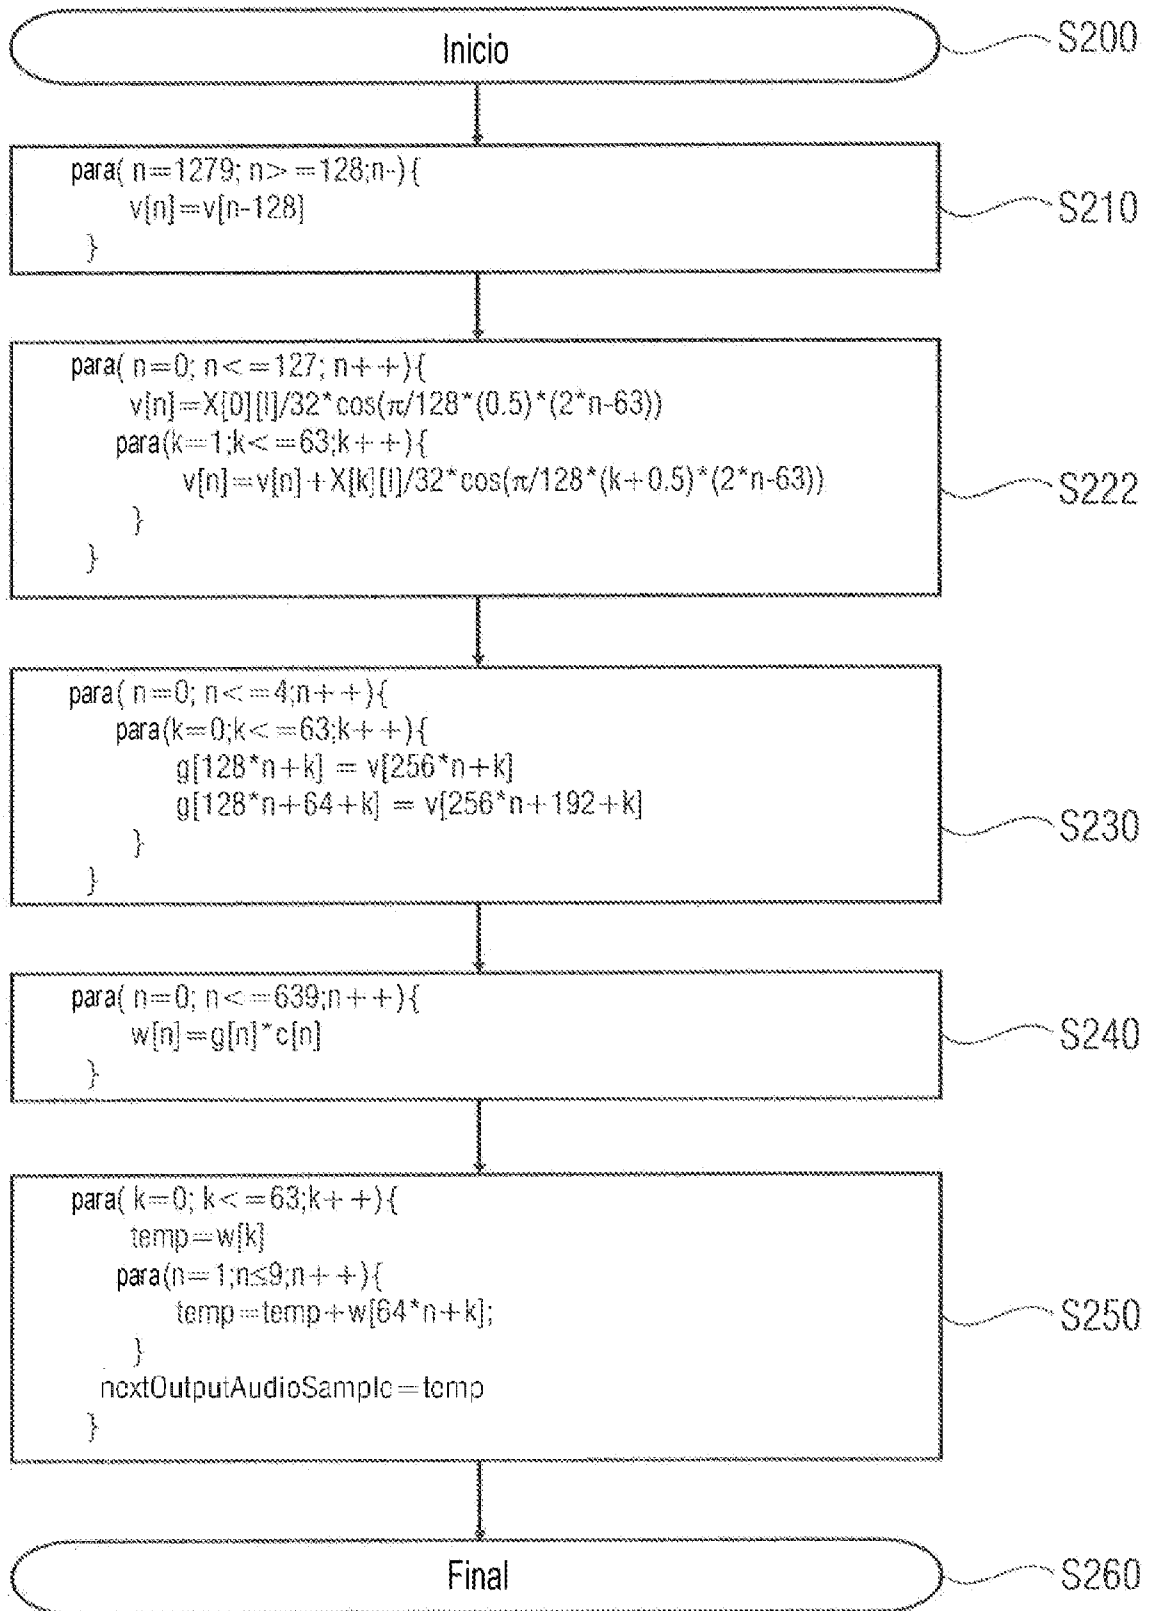 Inicio
S200
para( n=1279; n> =128;n-){
v[n]=v[n-128]
}
S210
para( n=0; n<=127; n++){
v[n]=X[0][l]/32*cos(π/128*(0.5)*(2*n-63))
para(k=1;k<=63;k++){
v[n]=v[n]+X[k][l]/32*cos(π/128*(k+0.5)*(2*n-63))
}
}
S222
para( n=0; n<=4;n++){
para(k=0;k<=63;k++){
g[128*n+k] = v[256*n+k]
g[128*n+64+k] = v[256*n+192+k]
}
}
S230
para( n=0; n<=639;n++){
w[n]=g[n]*c[n]
}
S240
para( k=0; k<=63;k++){
temp=w[k]
para(n=1;n≤9;n++){
temp=temp+w[64*n+k];
}
nextOutputAudioSample=temp
}
S250
Final
S260